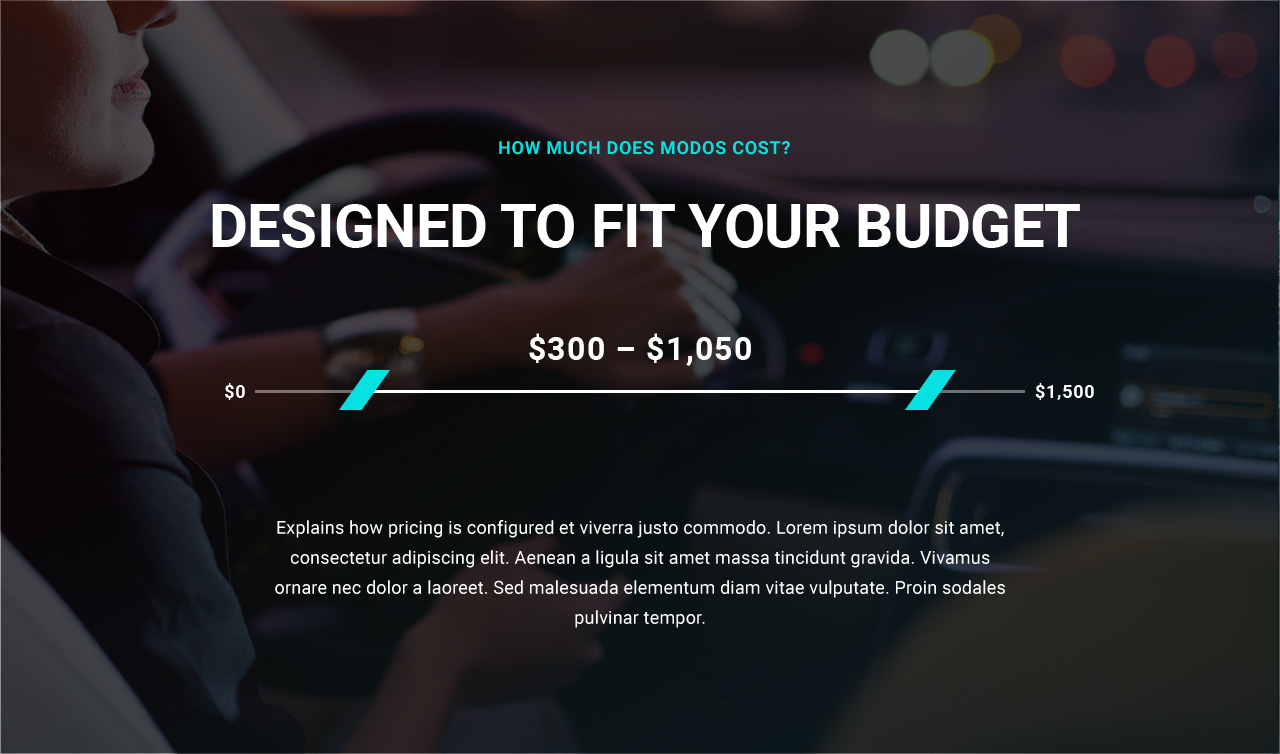 HOW MUCH DOES MODOS COST?
DESIGNED TO FIT YOUR BUDGET
$300 – $1,050
$0
$1,500
Explains how pricing is configured et viverra justo commodo. Lorem ipsum dolor sit amet,
consectetur adipiscing elit. Aenean a ligula sit amet massa tincidunt gravida. Vivamus
ornare nec dolor a laoreet. Sed malesuada elementum diam vitae vulputate. Proin sodales
pulvinar tempor.